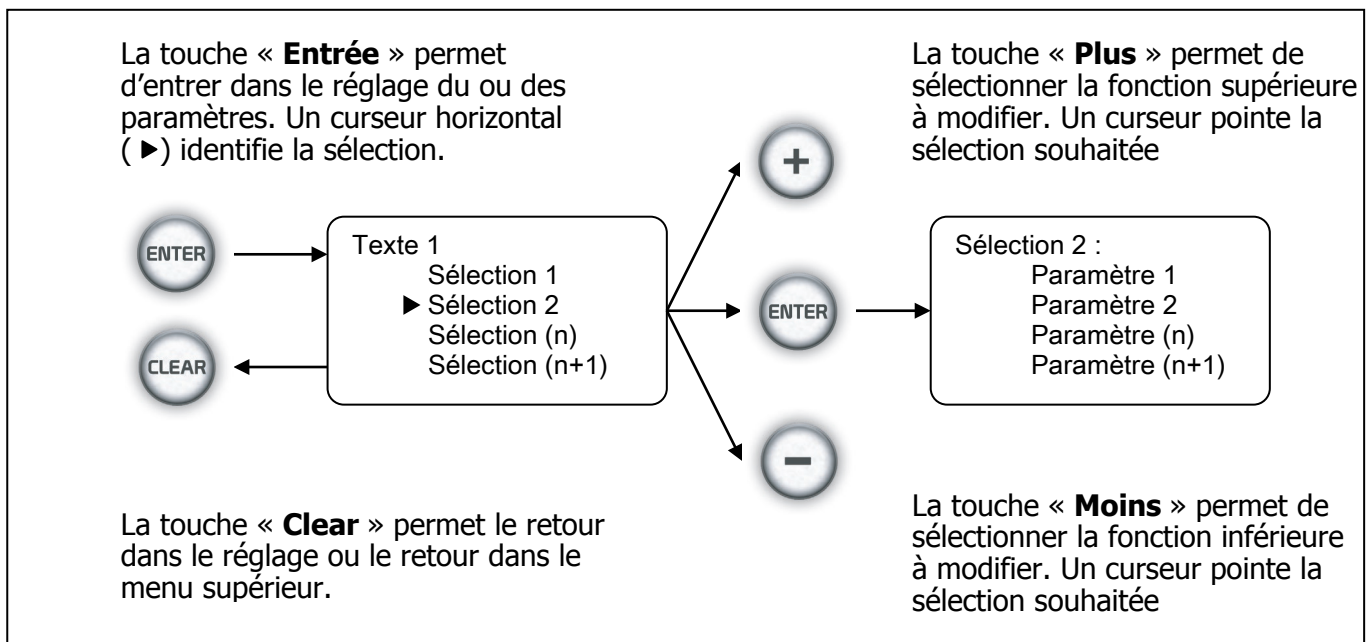 La touche « Entrée » permet
d'entrer dans le réglage du ou des
paramètres. Un curseur horizontal
( ▶) identifie la sélection.
La touche « Plus » permet de
sélectionner la fonction supérieure
à modifier. Un curseur pointe la
sélection souhaitée
+
ENTER
CLEAR
Texte 1
Sélection 1
▶ Sélection 2
Sélection (n)
Sélection (n+1)
ENTER
Sélection 2 :
Paramètre 1
Paramètre 2
Paramètre (n)
Paramètre (n+1)
−
La touche « Clear » permet le retour
dans le réglage ou le retour dans le
menu supérieur.
La touche « Moins » permet de
sélectionner la fonction inférieure
à modifier. Un curseur pointe la
sélection souhaitée